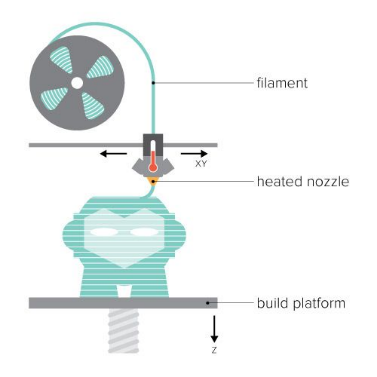 filament
XY
heated nozzle
build platform
Z